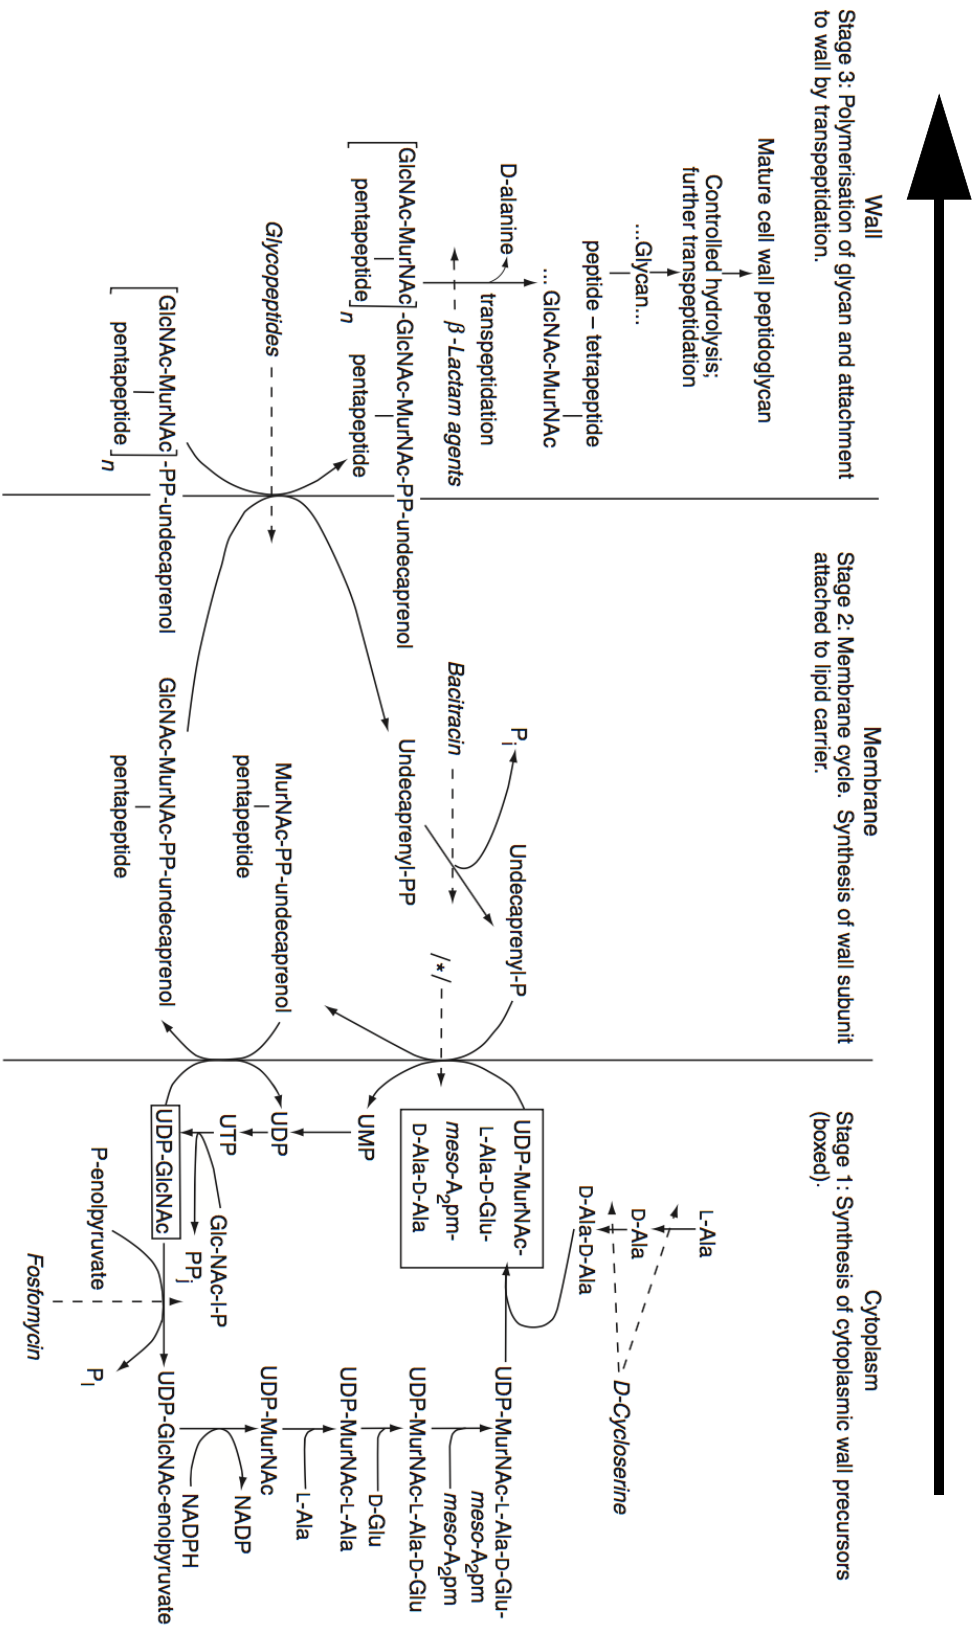 Cytoplasm
Stage 1: Synthesis of cytoplasmic wall precursors
(boxed).
L-Ala
D-Ala
D-Ala-D-Ala
D-Cycloserine
UDP-MurNAc-
L-Ala-D-Glu-
meso-A2pm-
D-Ala-D-Ala
UDP-MurNAc-L-Ala-D-Glu-
meso-A2pm
meso-A2pm
UDP-MurNAc-L-Ala-D-Glu
D-Glu
UDP-MurNAc-L-Ala
L-Ala
UDP-MurNAc
NADP
NADPH
UDP-GlcNAc-enolpyruvate
UMP
UDP
UTP
Glc-NAc-I-P
PPj
UDP-GlcNAc
P-enolpyruvate
Pi
Fosfomycin
Membrane
Stage 2: Membrane cycle. Synthesis of wall subunit
attached to lipid carrier.
Pi
Undecaprenyl-P
Bacitracin
/*/
Undecaprenyl-PP
MurNAc-PP-undecaprenol
pentapeptide
GlcNAc-MurNAc-PP-undecaprenol
pentapeptide
Wall
Stage 3: Polymerisation of glycan and attachment
to wall by transpeptidation.
Mature cell wall peptidoglycan
Controlled hydrolysis;
further transpeptidation
...Glycan...
peptide – tetrapeptide
... GlcNAc-MurNAc
D-alanine
transpeptidation
β-Lactam agents
[GlcNAc-MurNAc]-GlcNAc-MurNAc-PP-undecaprenol
pentapeptide n pentapeptide
Glycopeptides
[GlcNAc-MurNAc]-PP-undecaprenol
pentapeptide n